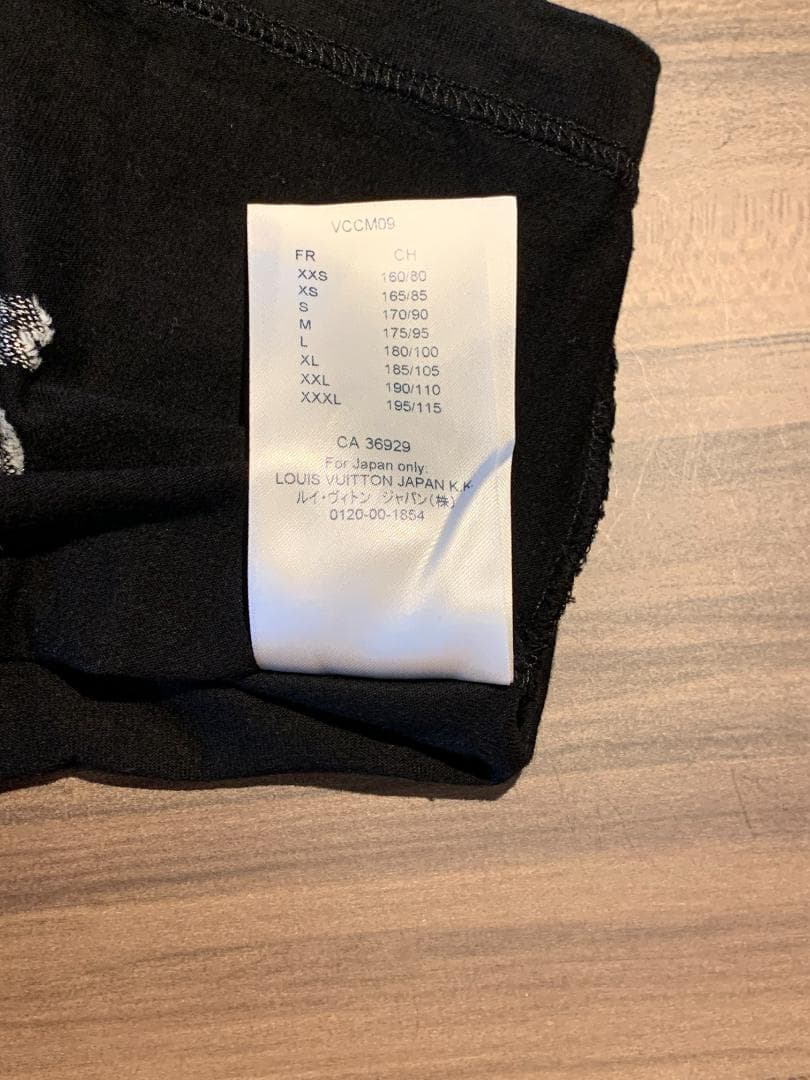 VCCM09
FR CH
XXS 160/80
XS 165/85
S 170/90
M 175/95
L 180/100
XL 185/105
XXL 190/110
XXXL 195/115
CA 36929
For Japan only:
LOUIS VUITTON JAPAN K.K
ルイ・ヴィトン ジャパン(株)
0120-00-1854